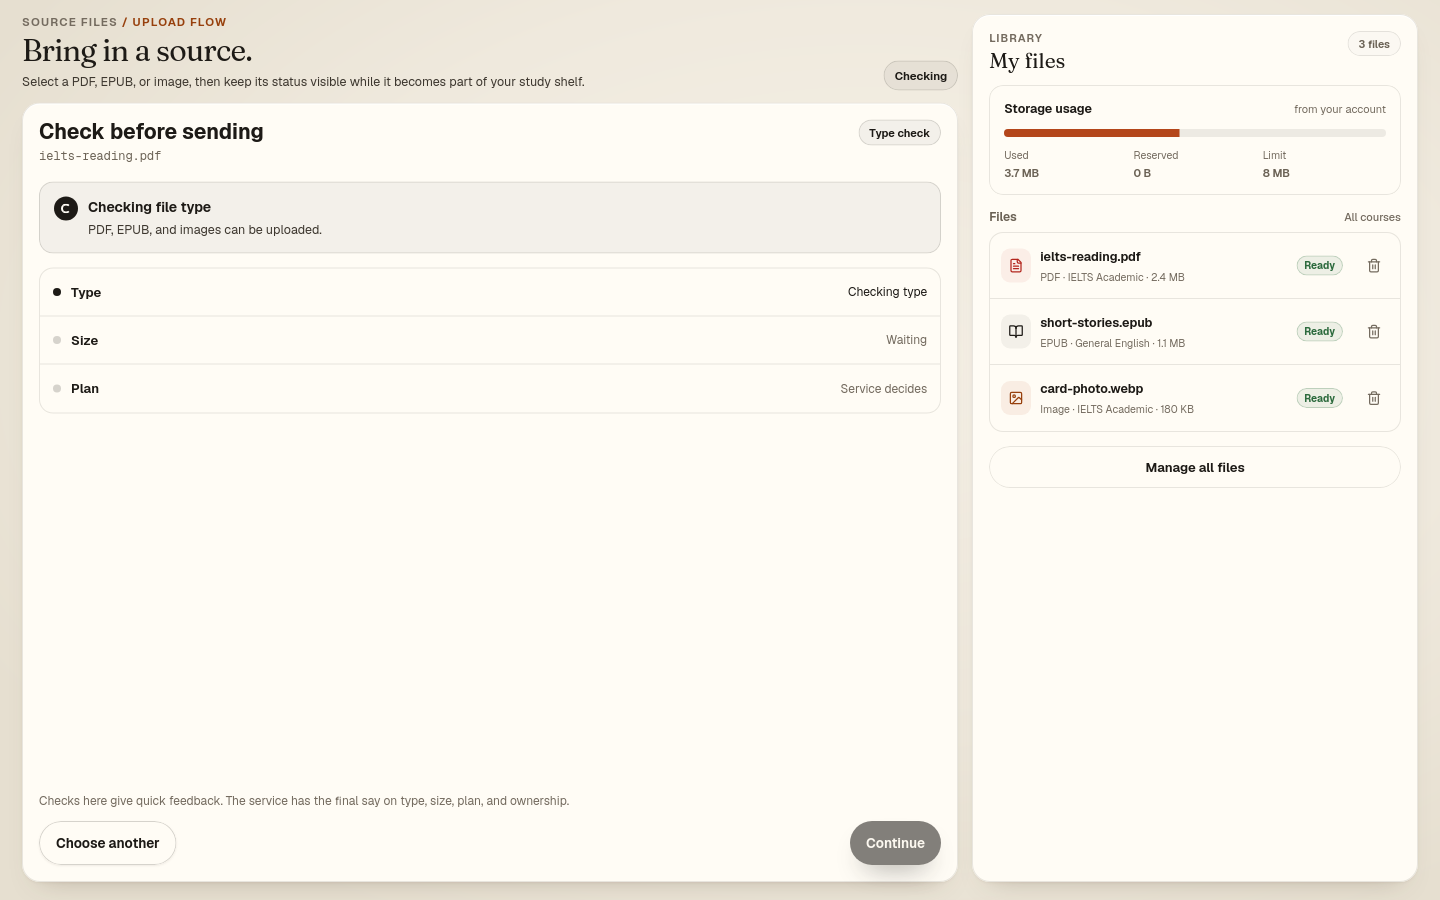 SOURCE FILES / UPLOAD FLOW
Bring in a source.
Select a PDF, EPUB, or image, then keep its status visible while it becomes part of your study shelf.
Checking
Check before sending
ielts-reading.pdf
Type check
C
Checking file type
PDF, EPUB, and images can be uploaded.
Type
Checking type
Size
Waiting
Plan
Service decides
Checks here give quick feedback. The service has the final say on type, size, plan, and ownership.
Choose another
Continue
LIBRARY
My files
3 files
Storage usage
from your account
Used
Reserved
Limit
3.7 MB
0 B
8 MB
Files
All courses
ielts-reading.pdf
PDF · IELTS Academic · 2.4 MB
Ready
short-stories.epub
EPUB · General English · 1.1 MB
Ready
card-photo.webp
Image · IELTS Academic · 180 KB
Ready
Manage all files